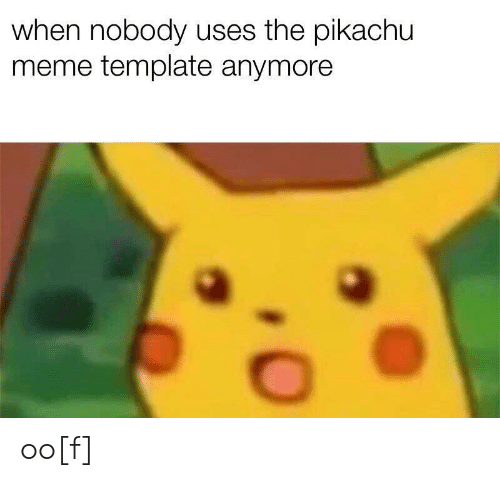 when nobody uses the pikachu
meme template anymore
oo[f]